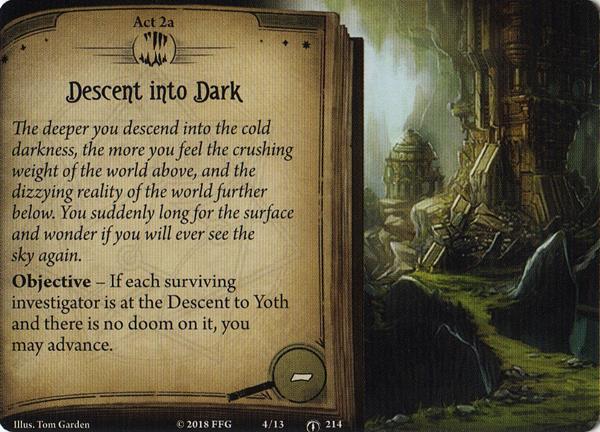 Act 2a
Descent into Dark
The deeper you descend into the cold
darkness, the more you feel the crushing
weight of the world above, and the
dizzying reality of the world further
below. You suddenly long for the surface
and wonder if you will ever see the
sky again.
Objective – If each surviving
investigator is at the Descent to Yoth
and there is no doom on it, you
may advance.
–
Illus. Tom Garden © 2018 FFG 4/13 214